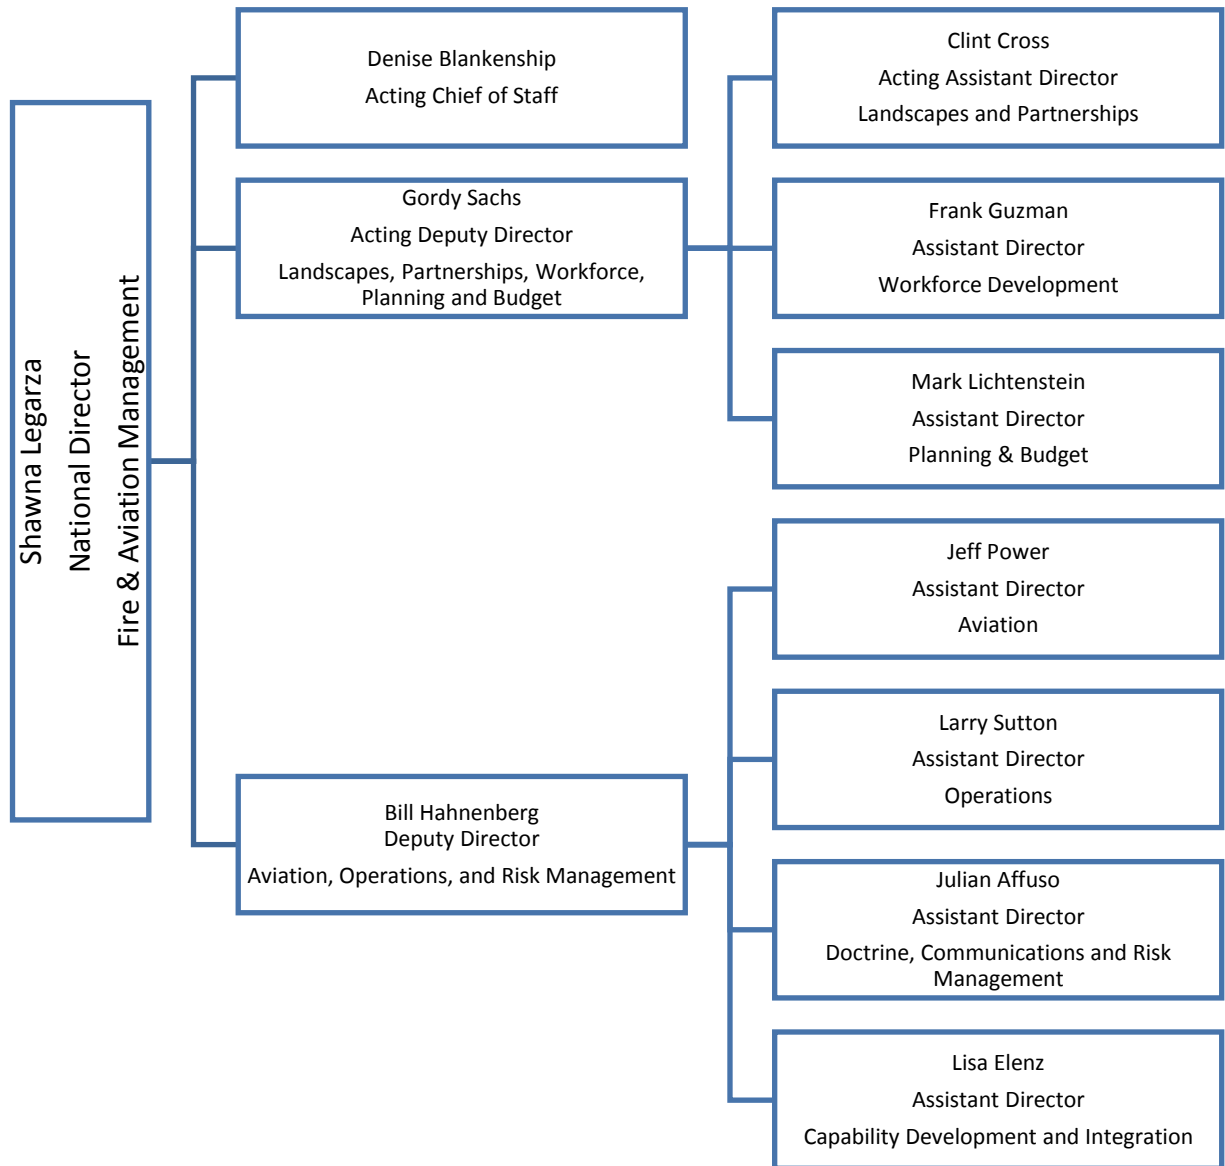 Shawna Legarza
National Director
Fire & Aviation Management
Denise Blankenship
Acting Chief of Staff
Gordy Sachs
Acting Deputy Director
Landscapes, Partnerships, Workforce,
Planning and Budget
Clint Cross
Acting Assistant Director
Landscapes and Partnerships
Frank Guzman
Assistant Director
Workforce Development
Mark Lichtenstein
Assistant Director
Planning & Budget
Bill Hahnenberg
Deputy Director
Aviation, Operations, and Risk Management
Jeff Power
Assistant Director
Aviation
Larry Sutton
Assistant Director
Operations
Julian Affuso
Assistant Director
Doctrine, Communications and Risk
Management
Lisa Elenz
Assistant Director
Capability Development and Integration